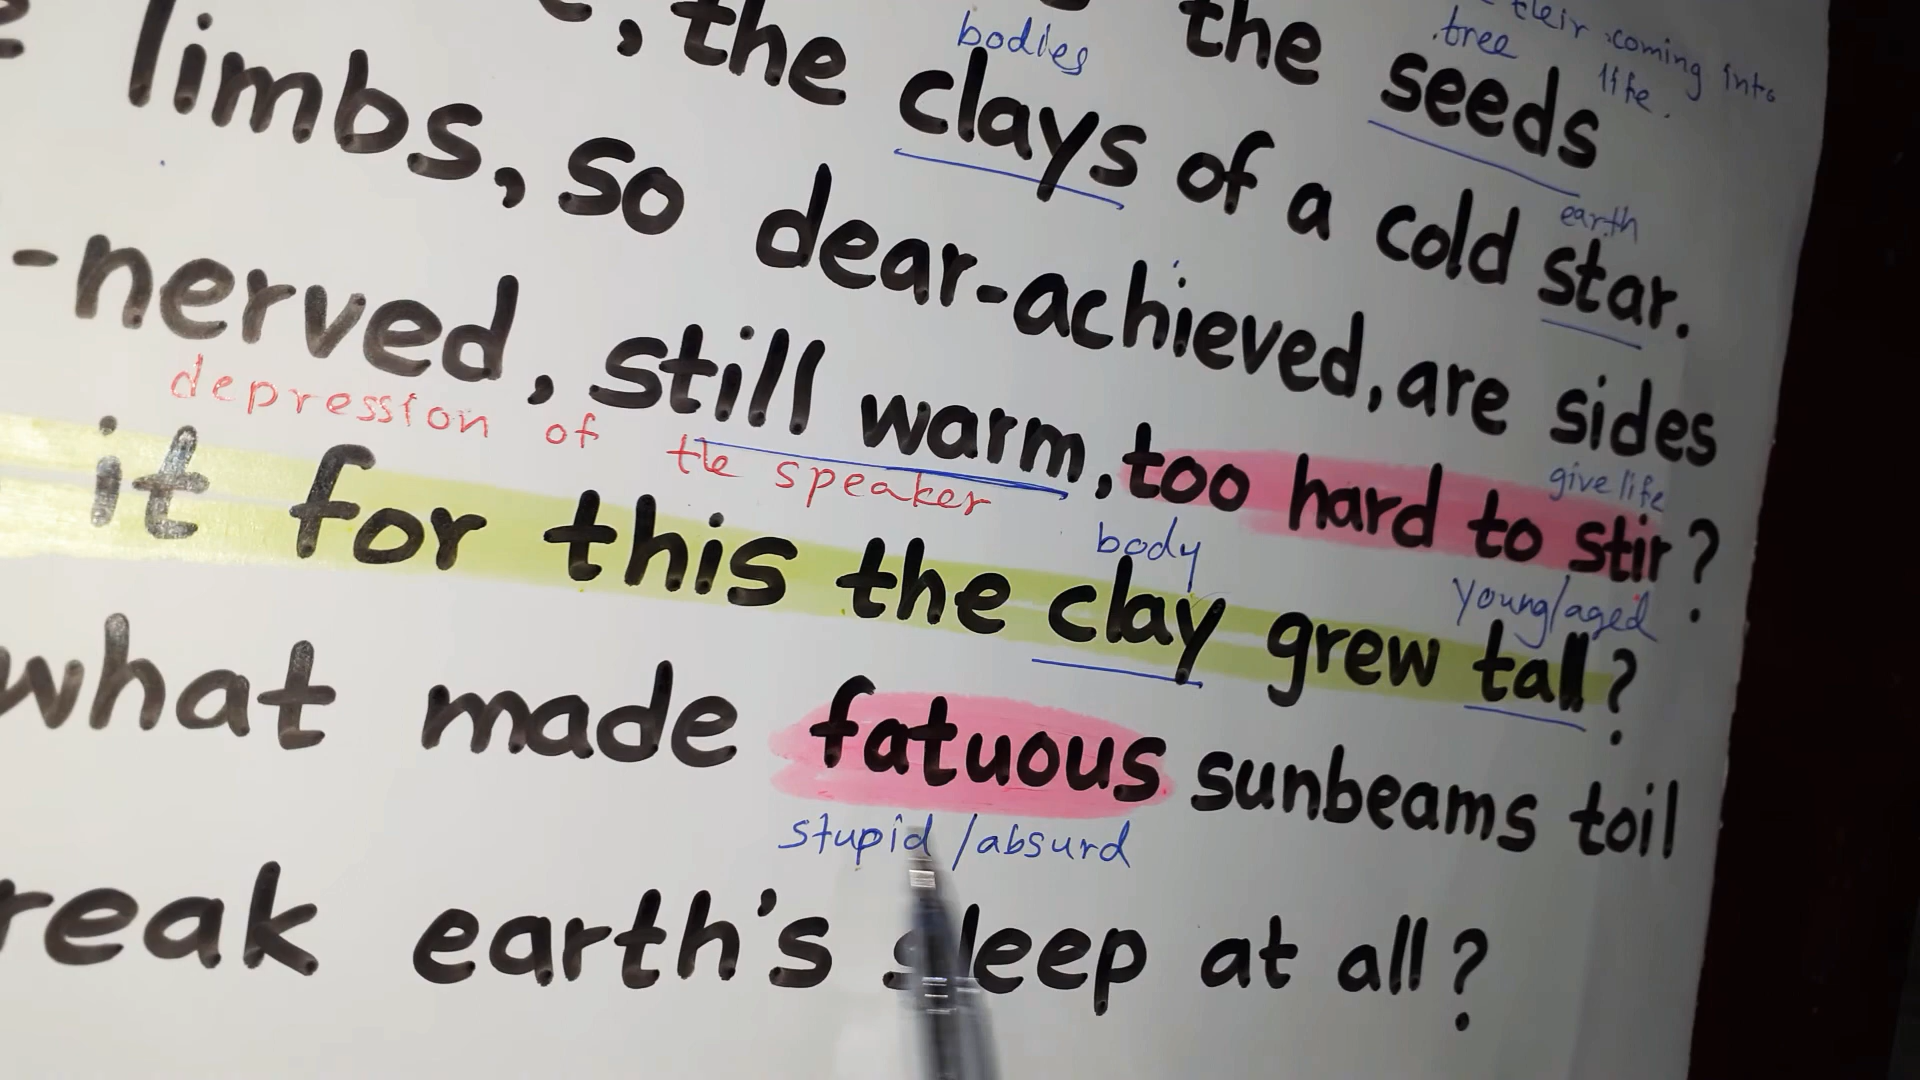 their coming into
life.
tree
the seeds
bodies
, the clays of a cold star.
earth
limbs, so dear-achieved, are sides
-nerved, still warm, too hard to stir?
give life
depression of the speaker
body
young/aged
it for this the clay grew tall?
what made fatuous sunbeams toil
stupid / absurd
reak earth's sleep at all?